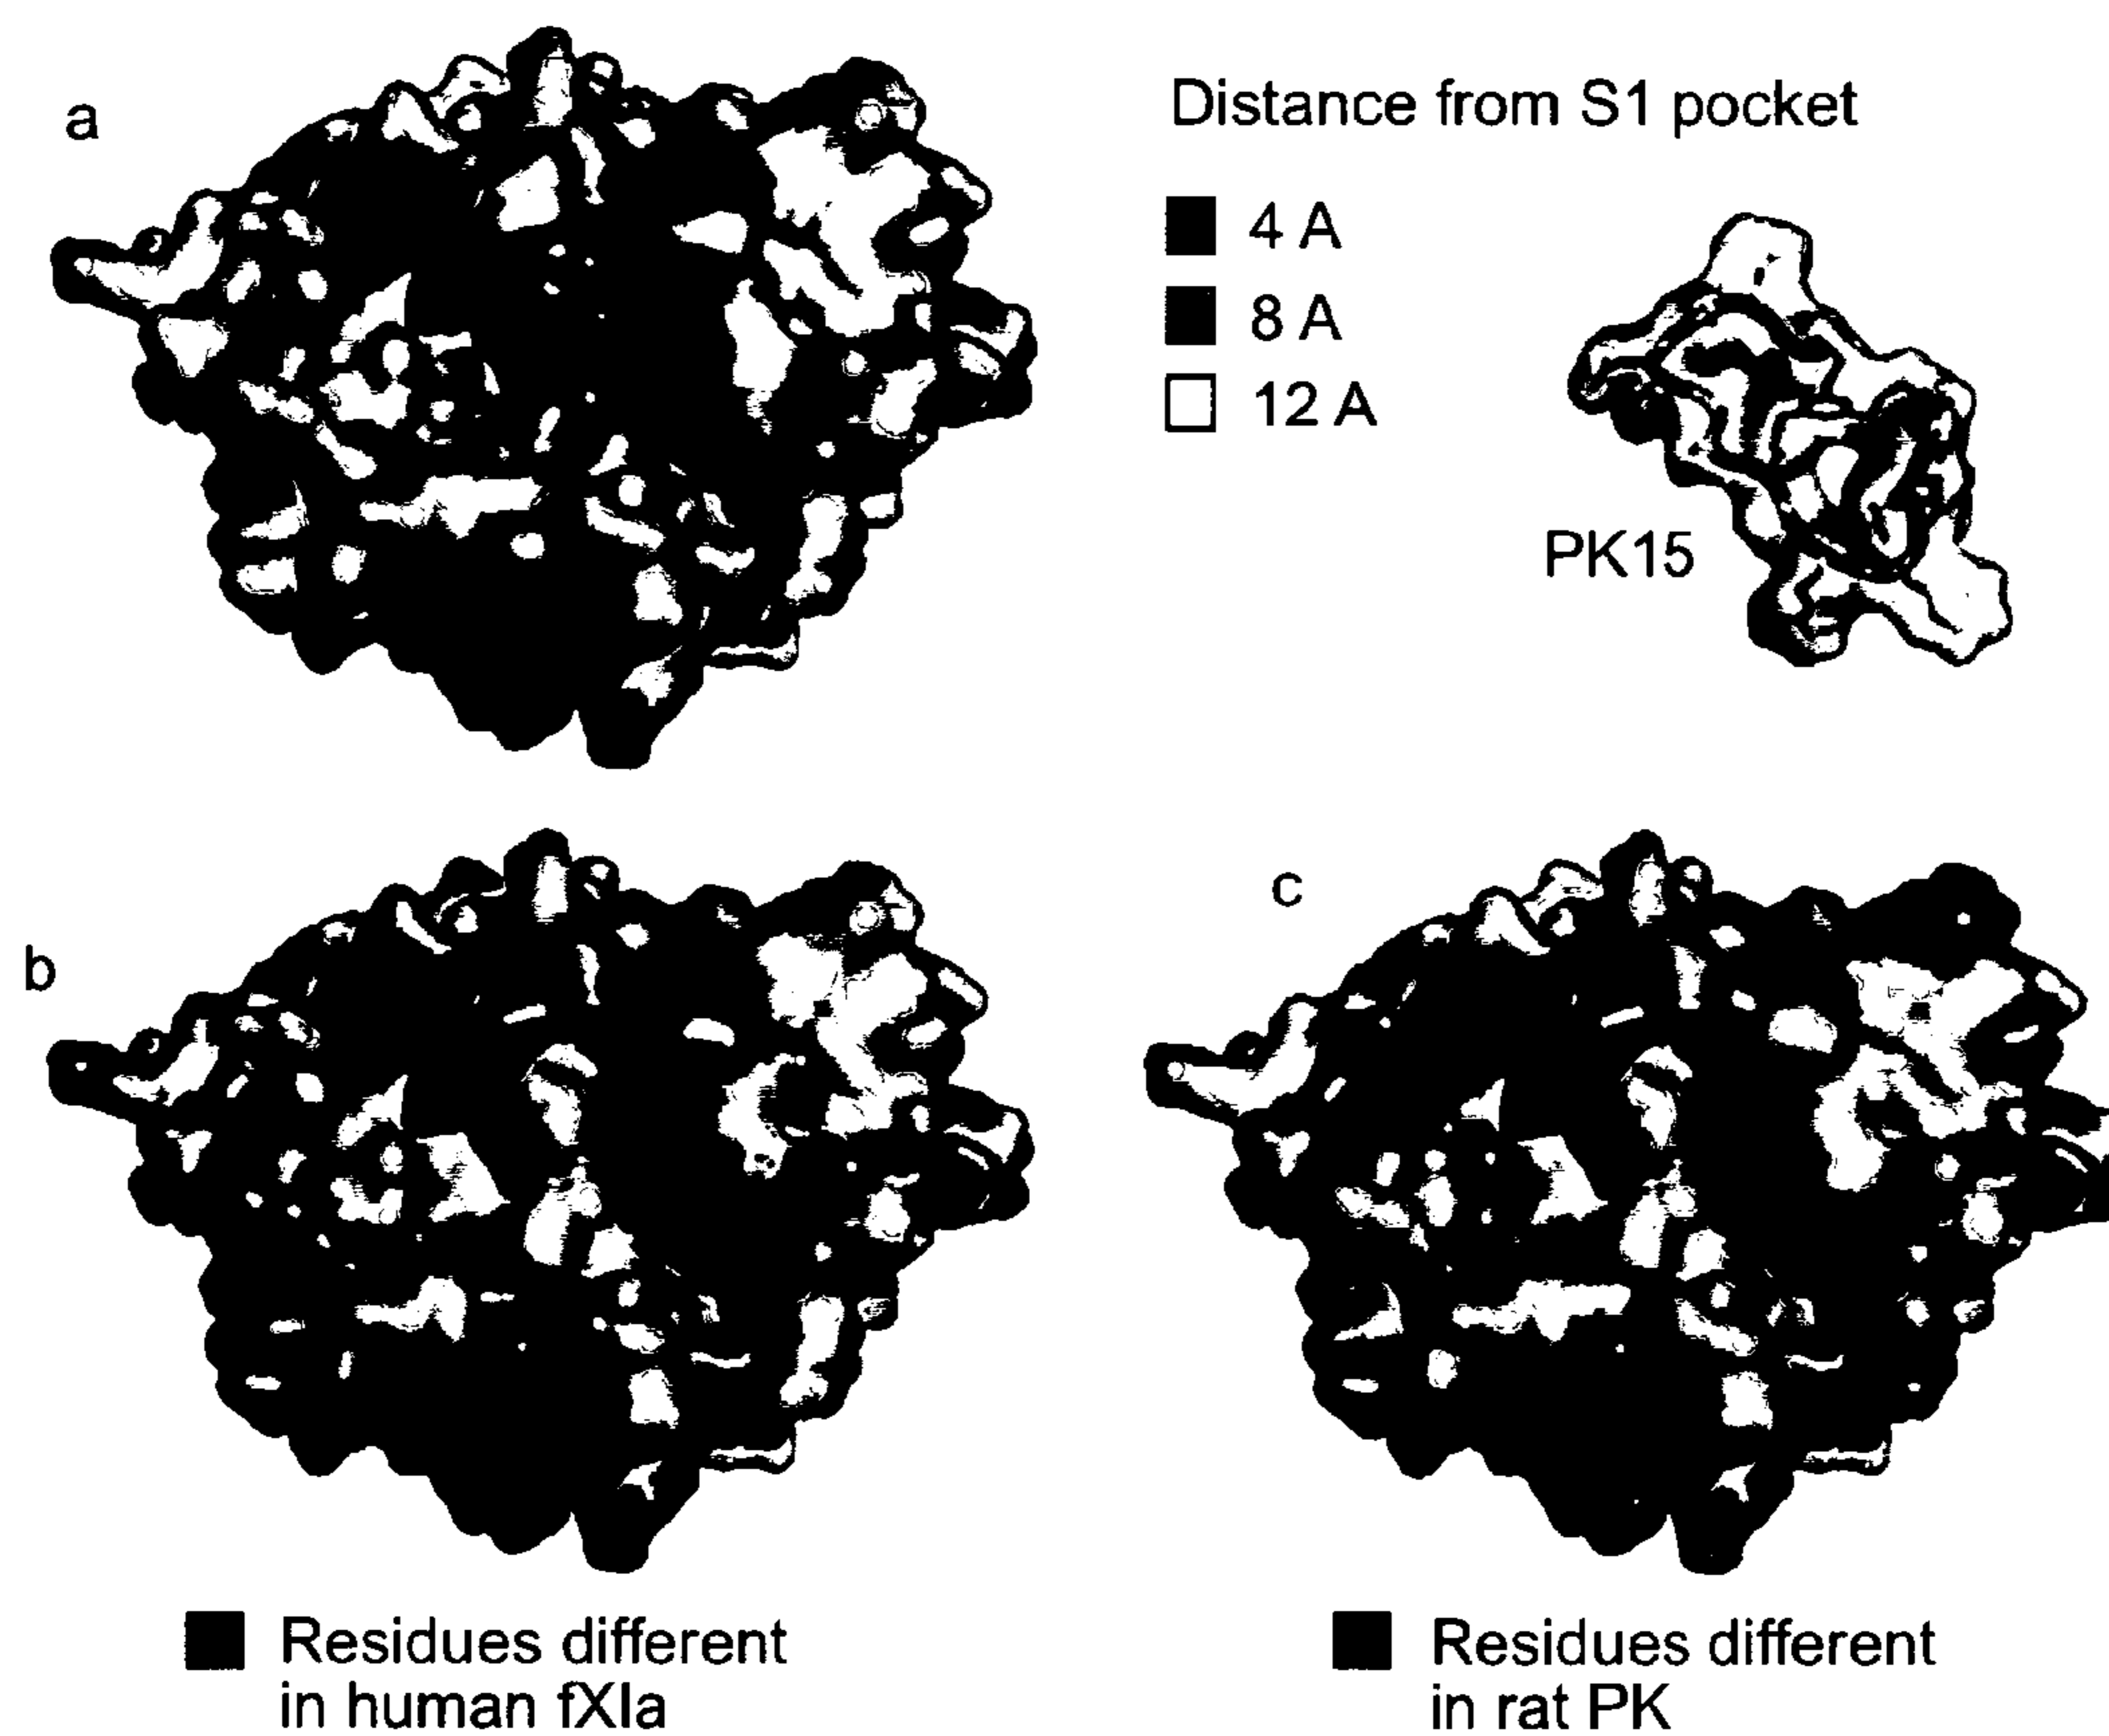 a
Distance from S1 pocket
4 A
8 A
12 A
PK15
b
c
Residues different
in human fXIa
Residues different
in rat PK